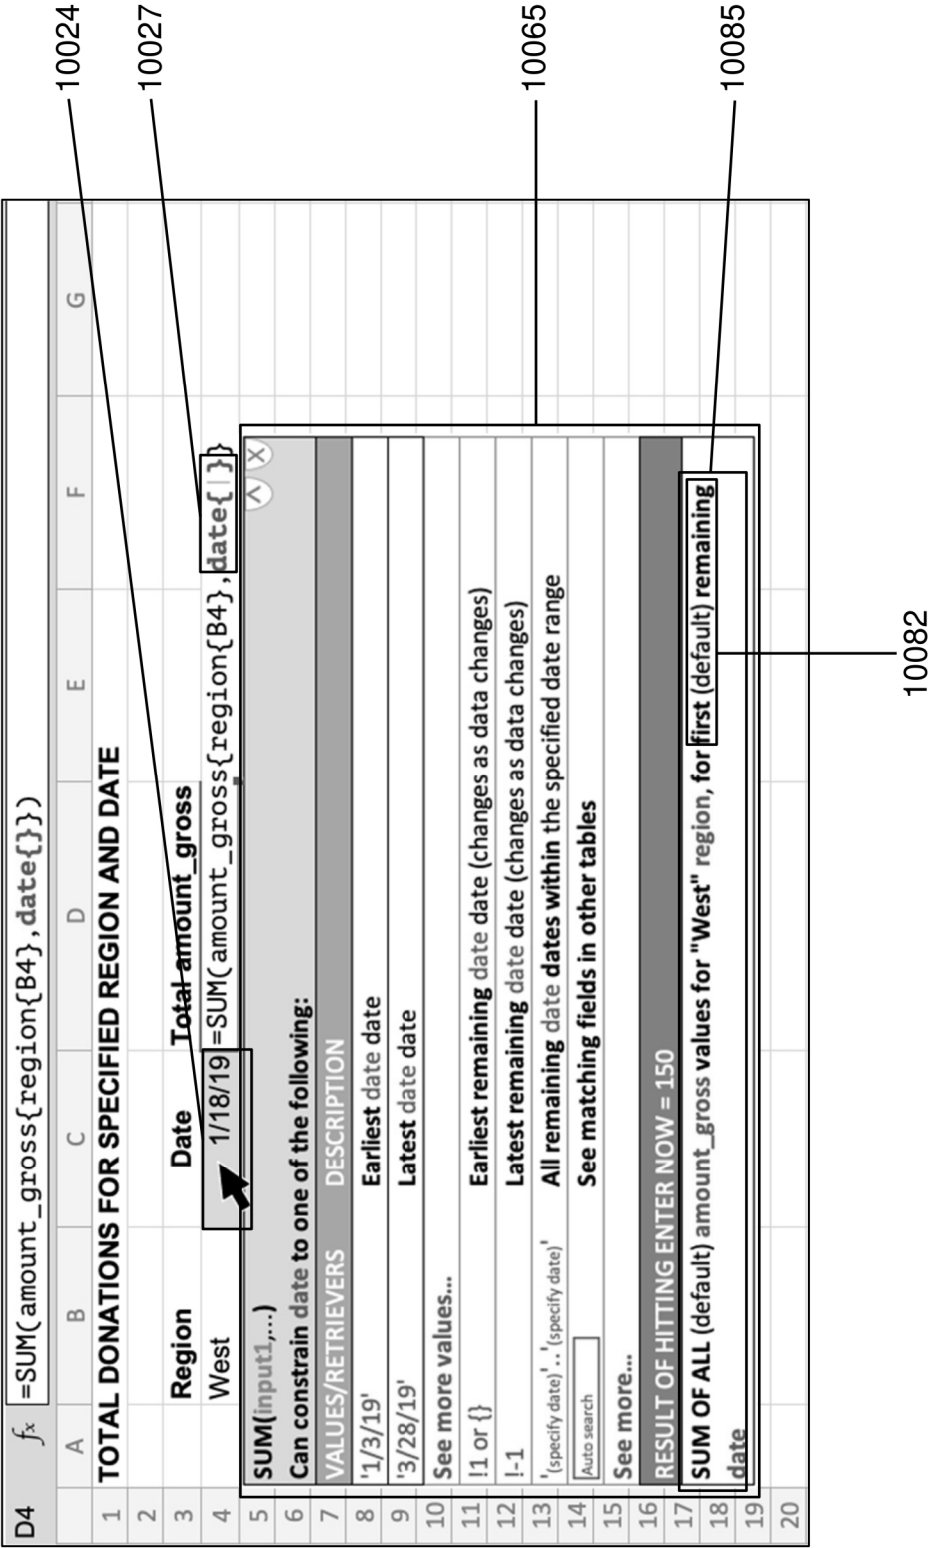 10024
10027
10065
10085
D4 fx =SUM(amount_gross{region{B4},date{}})
A B C D E F G
1 TOTAL DONATIONS FOR SPECIFIED REGION AND DATE
2
3 Region Date Total amount_gross
4 West 1/18/19 =SUM(amount_gross{region{B4},date{|}}
5 SUM(input1,...) < X
6 Can constrain date to one of the following:
7 VALUES/RETRIEVERS DESCRIPTION
8 '1/3/19' Earliest date date
9 '3/28/19' Latest date date
10 See more values...
11 !1 or {} Earliest remaining date date (changes as data changes)
12 !-1 Latest remaining date date (changes as data changes)
13 '(specify date)'..'(specify date)' All remaining date dates within the specified date range
14 Auto search See matching fields in other tables
15 See more...
16 RESULT OF HITTING ENTER NOW = 150
17 SUM OF ALL (default) amount_gross values for "West" region, for first (default) remaining
18 date
19
20
10082